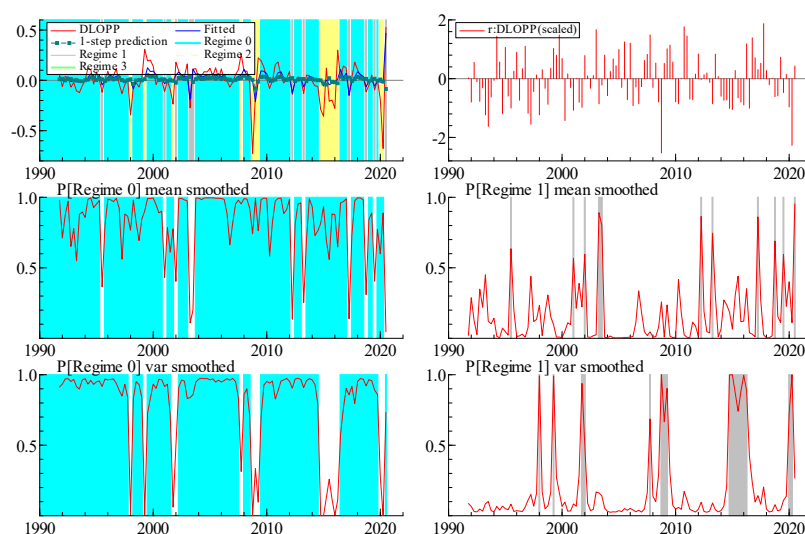 DLOPP Fitted
1-step prediction Regime 0
Regime 1 Regime 2
Regime 3
0.5
0.0
-0.5
1990 2000 2010 2020
r:DLOPP(scaled)
2
0
-2
1990 2000 2010 2020
P[Regime 0] mean smoothed
1.0
0.5
1990 2000 2010 2020
P[Regime 1] mean smoothed
1.0
0.5
1990 2000 2010 2020
P[Regime 0] var smoothed
1.0
0.5
1990 2000 2010 2020
P[Regime 1] var smoothed
1.0
0.5
1990 2000 2010 2020